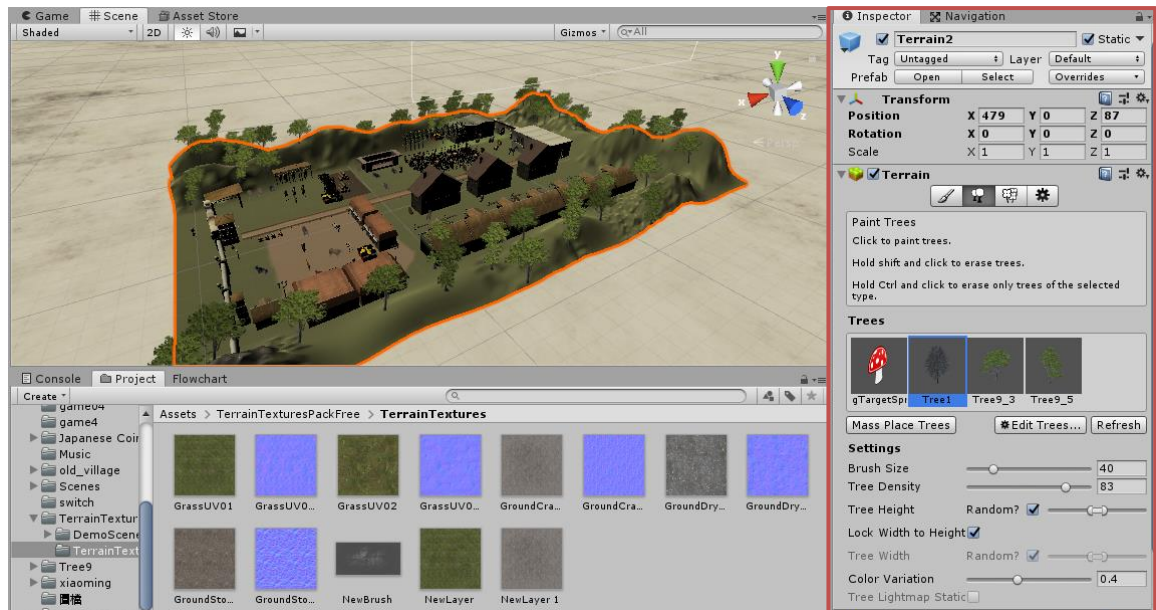 Game Scene Asset Store
Shaded 2D Gizmos All
y
x
z
Persp
Console Project Flowchart
Create
game04
game4
Japanese Coi
Music
old_village
Scenes
switch
TerrainTextur
DemoScene
TerrainText
Tree9
xiaoming
圖檔
Assets > TerrainTexturesPackFree > TerrainTextures
GrassUV01 GrassUV0... GrassUV02 GrassUV0... GroundCra... GroundCra... GroundDry... GroundDry...
GroundSto... GroundSto... NewBrush NewLayer NewLayer 1
Inspector Navigation
Terrain2 Static
Tag Untagged Layer Default
Prefab Open Select Overrides
Transform
Position X 479 Y 0 Z 87
Rotation X 0 Y 0 Z 0
Scale X 1 Y 1 Z 1
Terrain
Paint Trees
Click to paint trees.
Hold shift and click to erase trees.
Hold Ctrl and click to erase only trees of the selected
type.
Trees
gTargetSpr Tree1 Tree9_3 Tree9_5
Mass Place Trees Edit Trees... Refresh
Settings
Brush Size 40
Tree Density 83
Tree Height Random?
Lock Width to Height
Tree Width Random?
Color Variation 0.4
Tree Lightmap Static